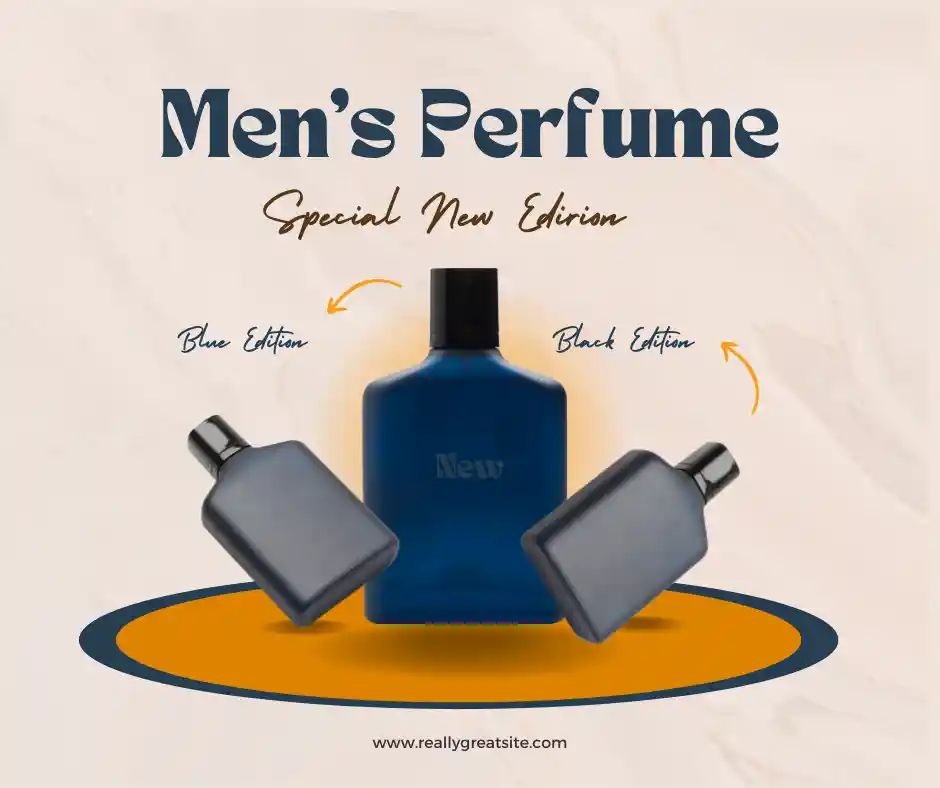 Men's Perfume
Special New Edirion
Blue Edition
Black Edition
New
www.reallygreatsite.com